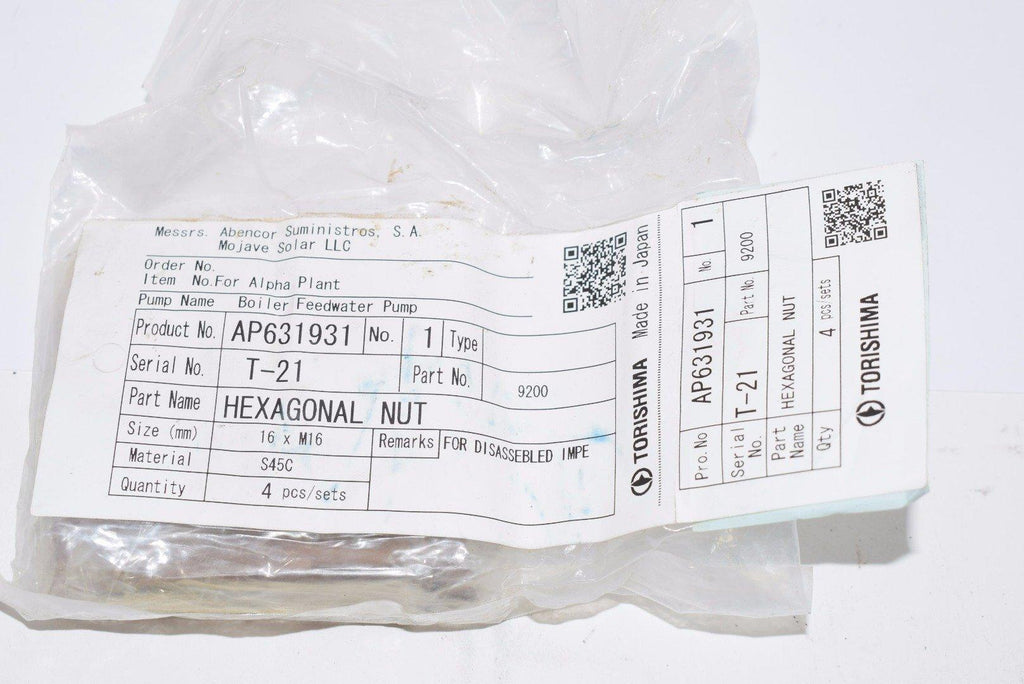 Messrs. Abencor Suministros, S.A.
Mojave Solar LLC
Order No.
Item No.For Alpha Plant
Pump Name Boiler Feedwater Pump
Product No. AP631931 No. 1 Type
Serial No. T-21 Part No. 9200
Part Name HEXAGONAL NUT
Size (mm) 16 x M16 Remarks FOR DISASSEBLED IMPE
Material S45C
Quantity 4 pcs/sets
TORISHIMA Made in Japan
Pro.No AP631931 No. 1
Serial No. T-21 Part No. 9200
Part Name HEXAGONAL NUT
Qty 4 pcs/sets
TORISHIMA